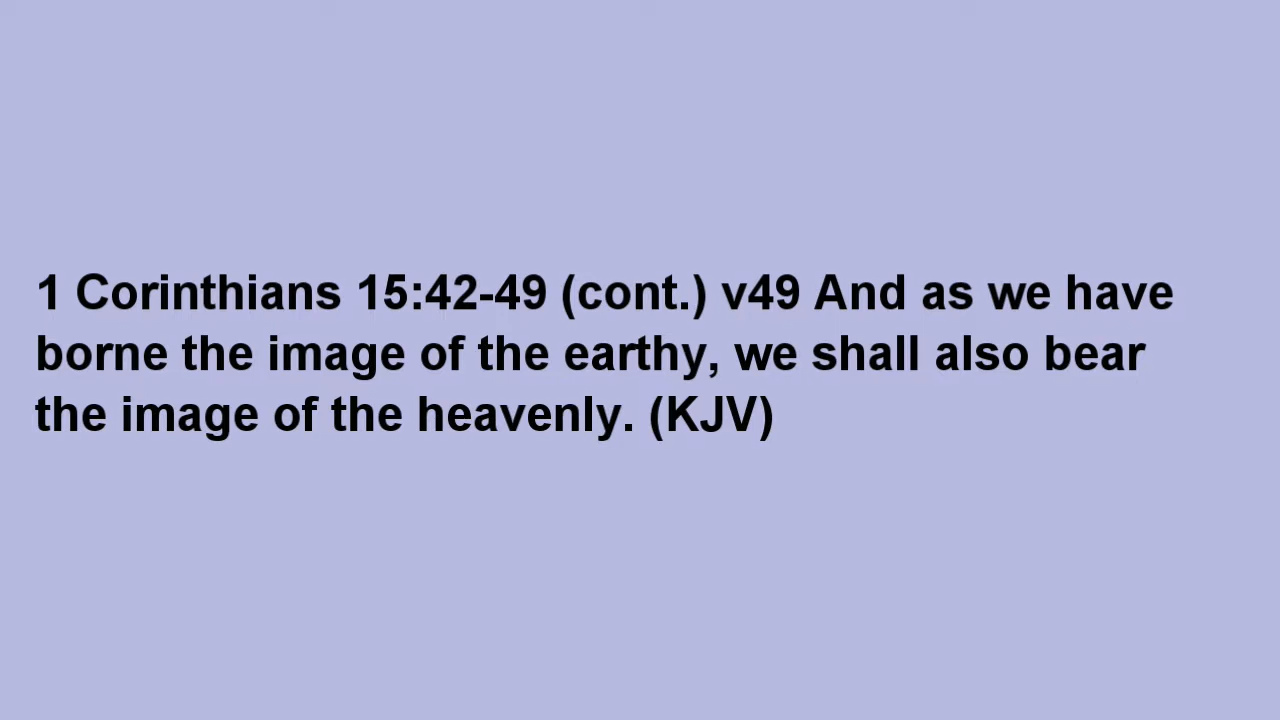 1 Corinthians 15:42-49 (cont.) v49 And as we have
borne the image of the earthy, we shall also bear
the image of the heavenly. (KJV)